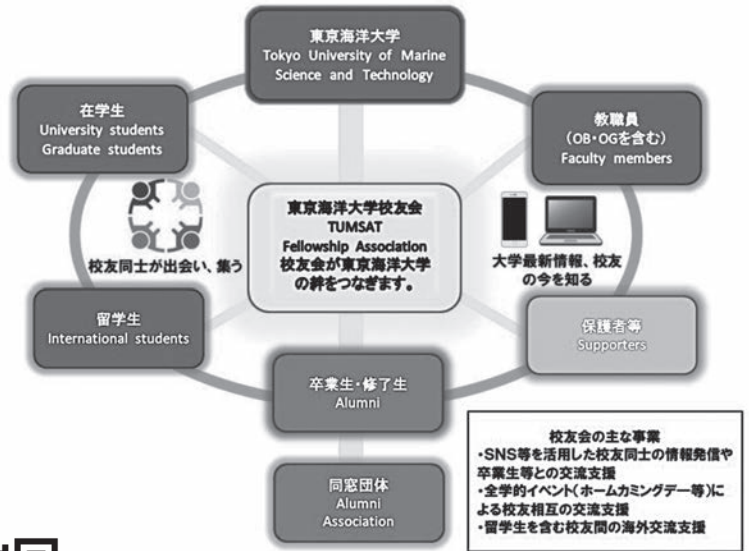 東京海洋大学
Tokyo University of Marine
Science and Technology
在学生
University students
Graduate students
教職員
(OB・OGを含む)
Faculty members
東京海洋大学校友会
TUMSAT
Fellowship Association
校友会が東京海洋大学
の絆をつなぎます。
校友同士が出会い、集う
大学最新情報、校友
の今を知る
留学生
International students
保護者等
Supporters
卒業生・修了生
Alumni
同窓団体
Alumni
Association
校友会の主な事業
・SNS等を活用した校友同士の情報発信や
卒業生等との交流支援
・全学的イベント(ホームカミングデー等)に
よる校友相互の交流支援
・留学生を含む校友間の海外交流支援